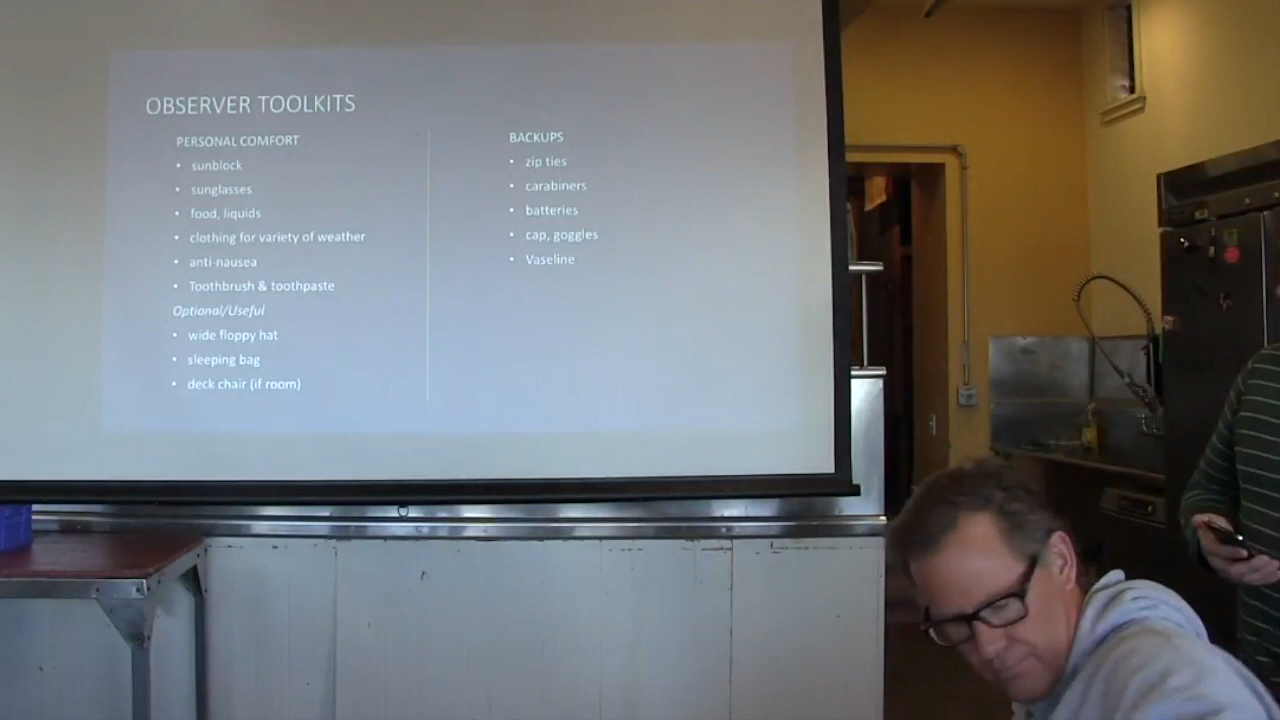 OBSERVER TOOLKITS
PERSONAL COMFORT
• sunblock
• sunglasses
• food, liquids
• clothing for variety of weather
• anti-nausea
• Toothbrush & toothpaste
Optional/Useful
• wide floppy hat
• sleeping bag
• deck chair (if room)
BACKUPS
• zip ties
• carabiners
• batteries
• cap, goggles
• Vaseline